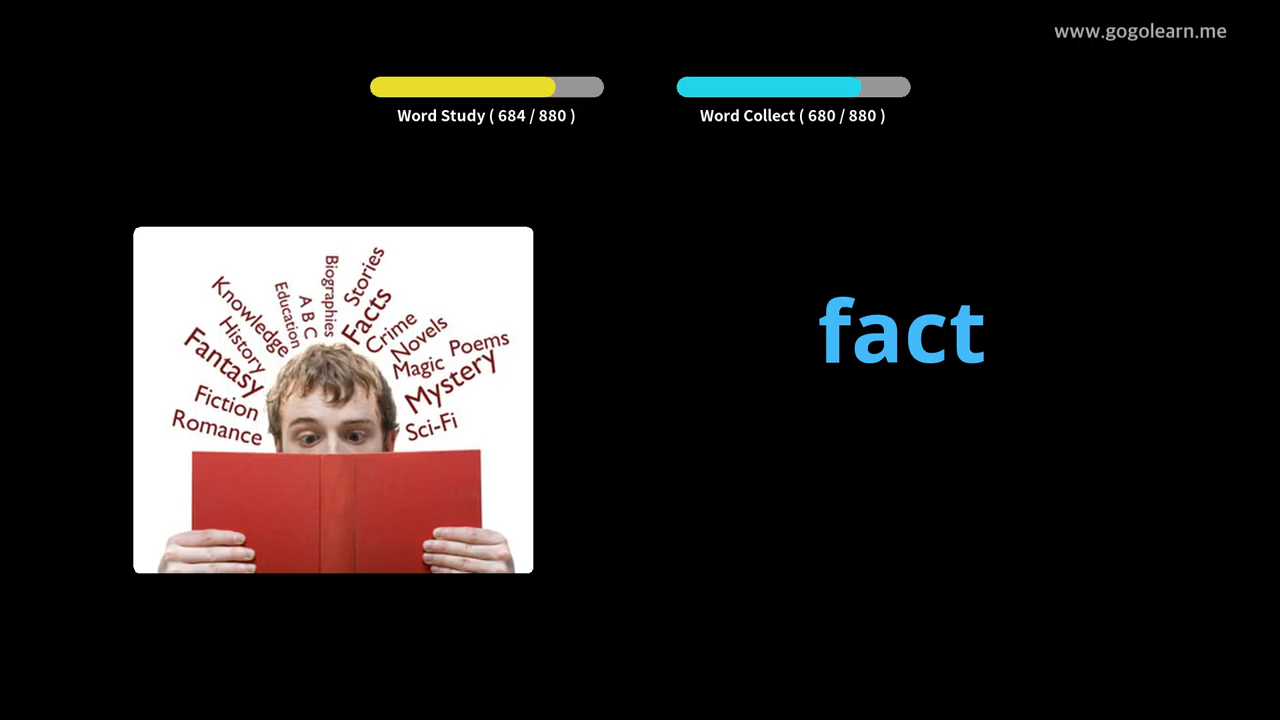 www.gogolearn.me
Word Study ( 684 / 880 )
Word Collect ( 680 / 880 )
Romance
Fiction
Fantasy
History
Knowledge
Education
A B C
Biographies
Stories
Facts
Crime
Novels
Magic
Poems
Mystery
Sci-Fi
fact